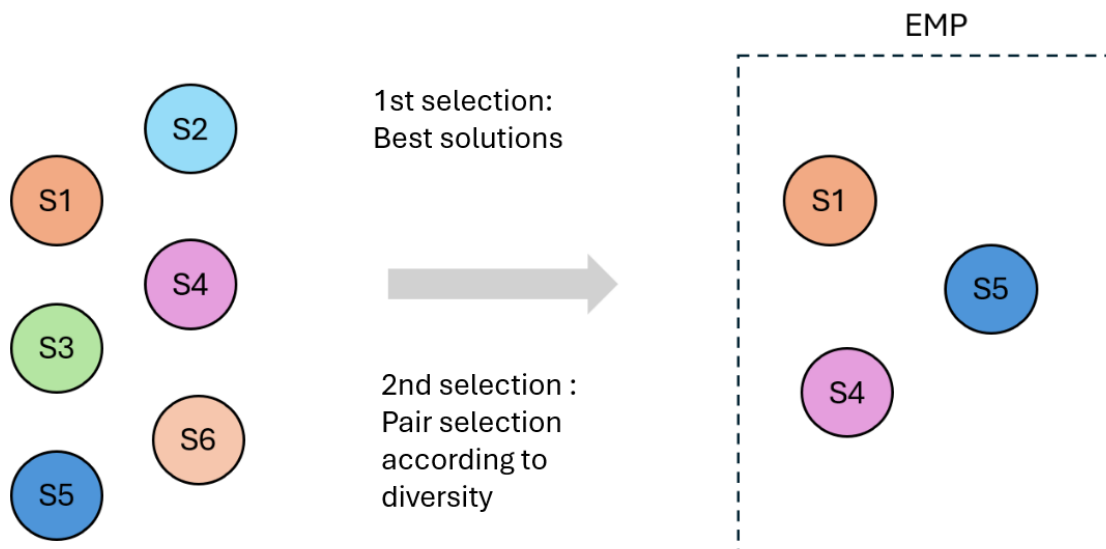 EMP
S2
1st selection:
Best solutions
S1
S1
S4
S5
S3
2nd selection :
Pair selection
according to
diversity
S4
S6
S5